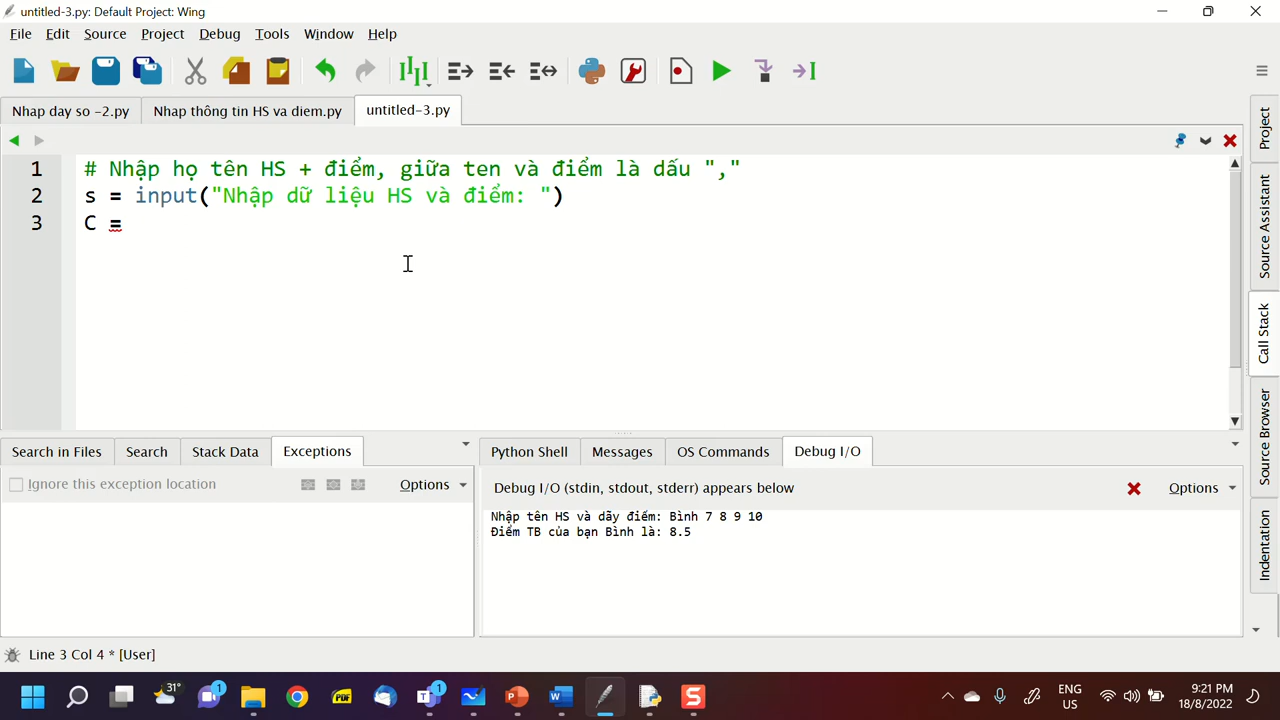 untitled-3.py: Default Project: Wing
File Edit Source Project Debug Tools Window Help
Nhap day so -2.py Nhap thông tin HS va diem.py untitled-3.py
1 # Nhập họ tên HS + điểm, giữa ten và điểm là dấu ","
2 s = input("Nhập dữ liệu HS và điểm: ")
3 C =
Project
Source Assistant
Call Stack
Source Browser
Indentation
Search in Files Search Stack Data Exceptions
Ignore this exception location Options
Python Shell Messages OS Commands Debug I/O
Debug I/O (stdin, stdout, stderr) appears below Options
Nhập tên HS và dãy điểm: Bình 7 8 9 10
Điểm TB của bạn Bình là: 8.5
Line 3 Col 4 * [User]
31° 1 PDF 1 ENG US 9:21 PM 18/8/2022